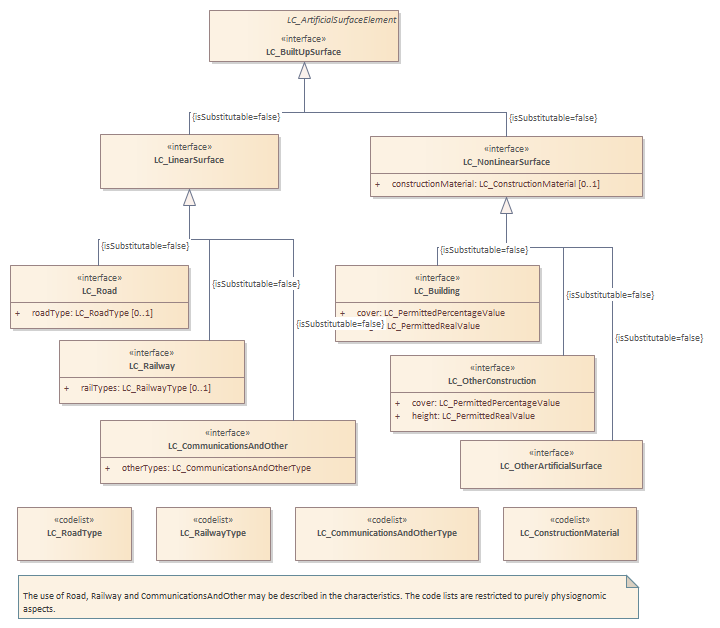 LC_ArtificialSurfaceElement
«interface»
LC_BuiltUpSurface
{isSubstitutable=false}
{isSubstitutable=false}
«interface»
LC_LinearSurface
«interface»
LC_NonLinearSurface
+ constructionMaterial: LC_ConstructionMaterial [0..1]
{isSubstitutable=false}
{isSubstitutable=false}
«interface»
LC_Road
+ roadType: LC_RoadType [0..1]
{isSubstitutable=false}
«interface»
LC_Building
+ cover: LC_PermittedPercentageValue
LC_PermittedRealValue
{isSubstitutable=false}
{isSubstitutable=false}
{isSubstitutable=false}
«interface»
LC_Railway
+ railTypes: LC_RailwayType [0..1]
«interface»
LC_OtherConstruction
+ cover: LC_PermittedPercentageValue
+ height: LC_PermittedRealValue
«interface»
LC_CommunicationsAndOther
+ otherTypes: LC_CommunicationsAndOtherType
«interface»
LC_OtherArtificialSurface
«codelist»
LC_RoadType
«codelist»
LC_RailwayType
«codelist»
LC_CommunicationsAndOtherType
«codelist»
LC_ConstructionMaterial
The use of Road, Railway and CommunicationsAndOther may be described in the characteristics. The code lists are restricted to purely physiognomic
aspects.